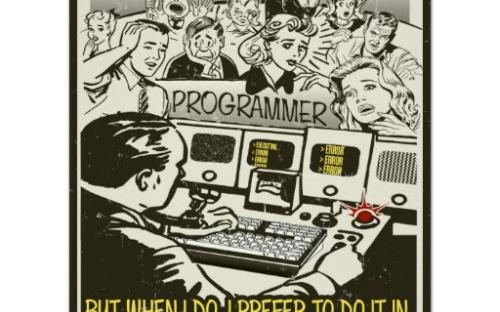 PROGRAMMER
> EXECUTING..
> ERROR
> ERROR
> ERROR
> ERROR
> ERROR
BUT WHEN I DO, I PREFER TO DO IT IN